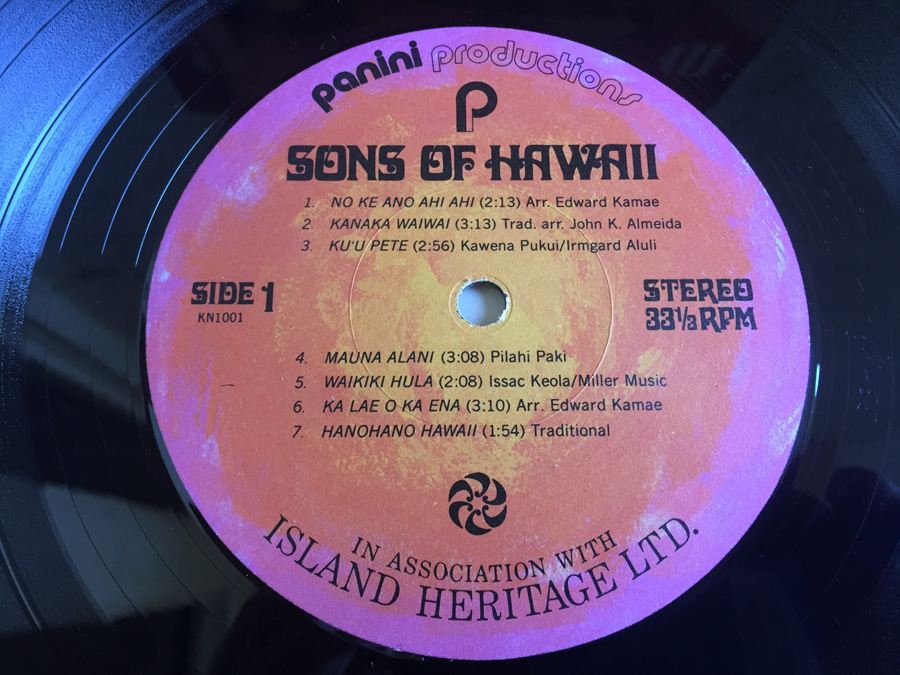 panini productions
P
SONS OF HAWAII
1. NO KE ANO AHI AHI (2:13) Arr. Edward Kamae
2. KANAKA WAIWAI (3:13) Trad. arr. John K. Almeida
3. KU'U PETE (2:56) Kawena Pukui/Irmgard Aluli
SIDE 1
KN1001
STEREO
33⅓ RPM
4. MAUNA ALANI (3:08) Pilahi Paki
5. WAIKIKI HULA (2:08) Issac Keola/Miller Music
6. KA LAE O KA ENA (3:10) Arr. Edward Kamae
7. HANOHANO HAWAII (1:54) Traditional
IN ASSOCIATION WITH
ISLAND HERITAGE LTD.